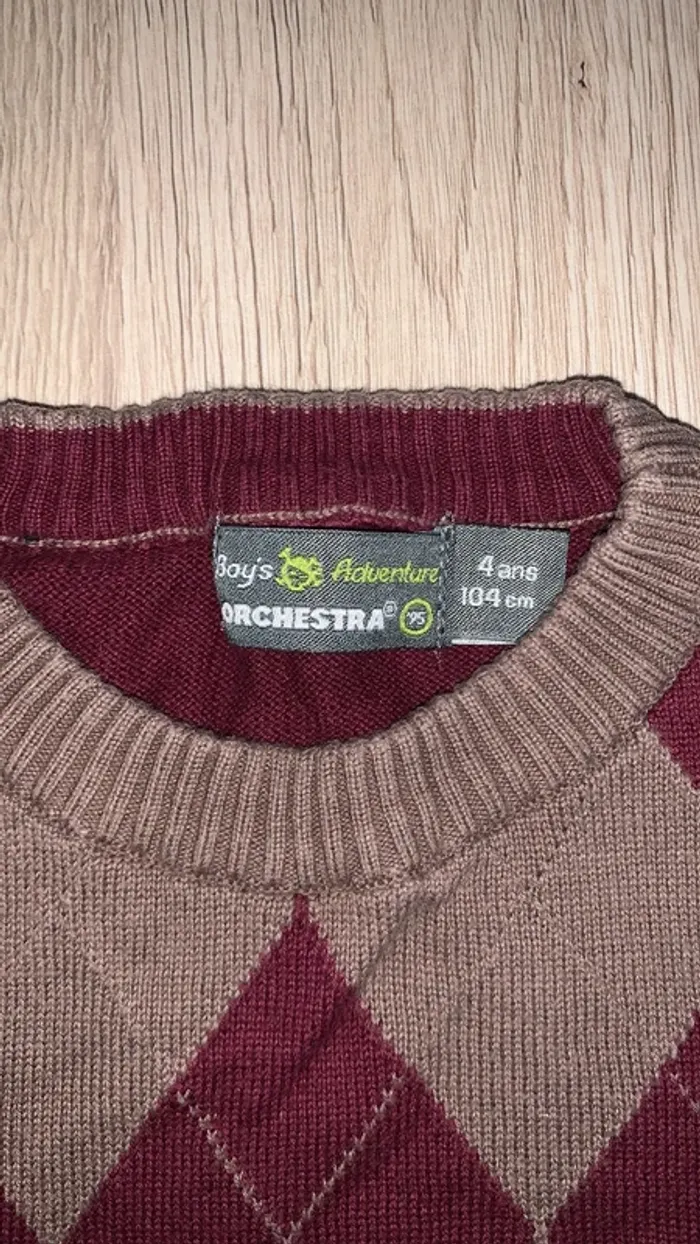 Boy's Adventure
ORCHESTRA® '95
4 ans
104 cm